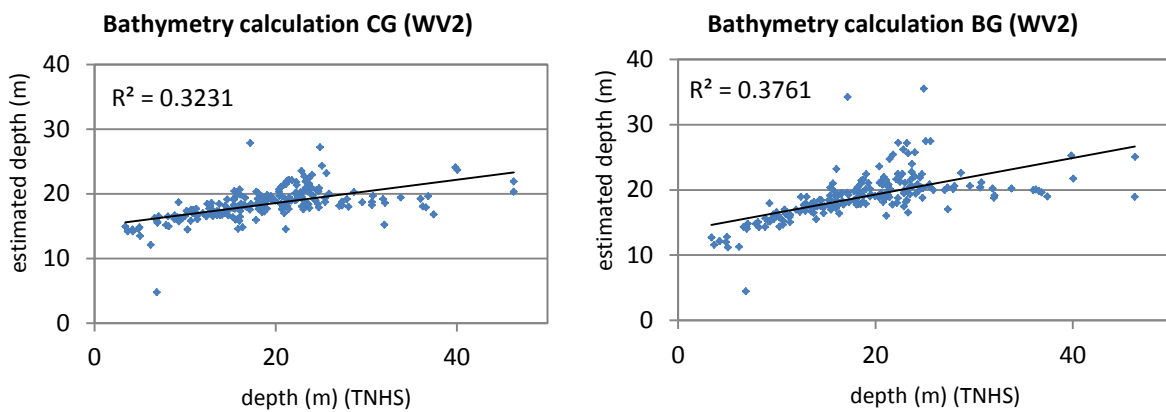 Bathymetry calculation CG (WV2)
40
30
20
10
0
R² = 0.3231
estimated depth (m)
0
20
40
depth (m) (TNHS)
Bathymetry calculation BG (WV2)
40
30
20
10
0
R² = 0.3761
estimated depth (m)
0
20
40
depth (m) (TNHS)